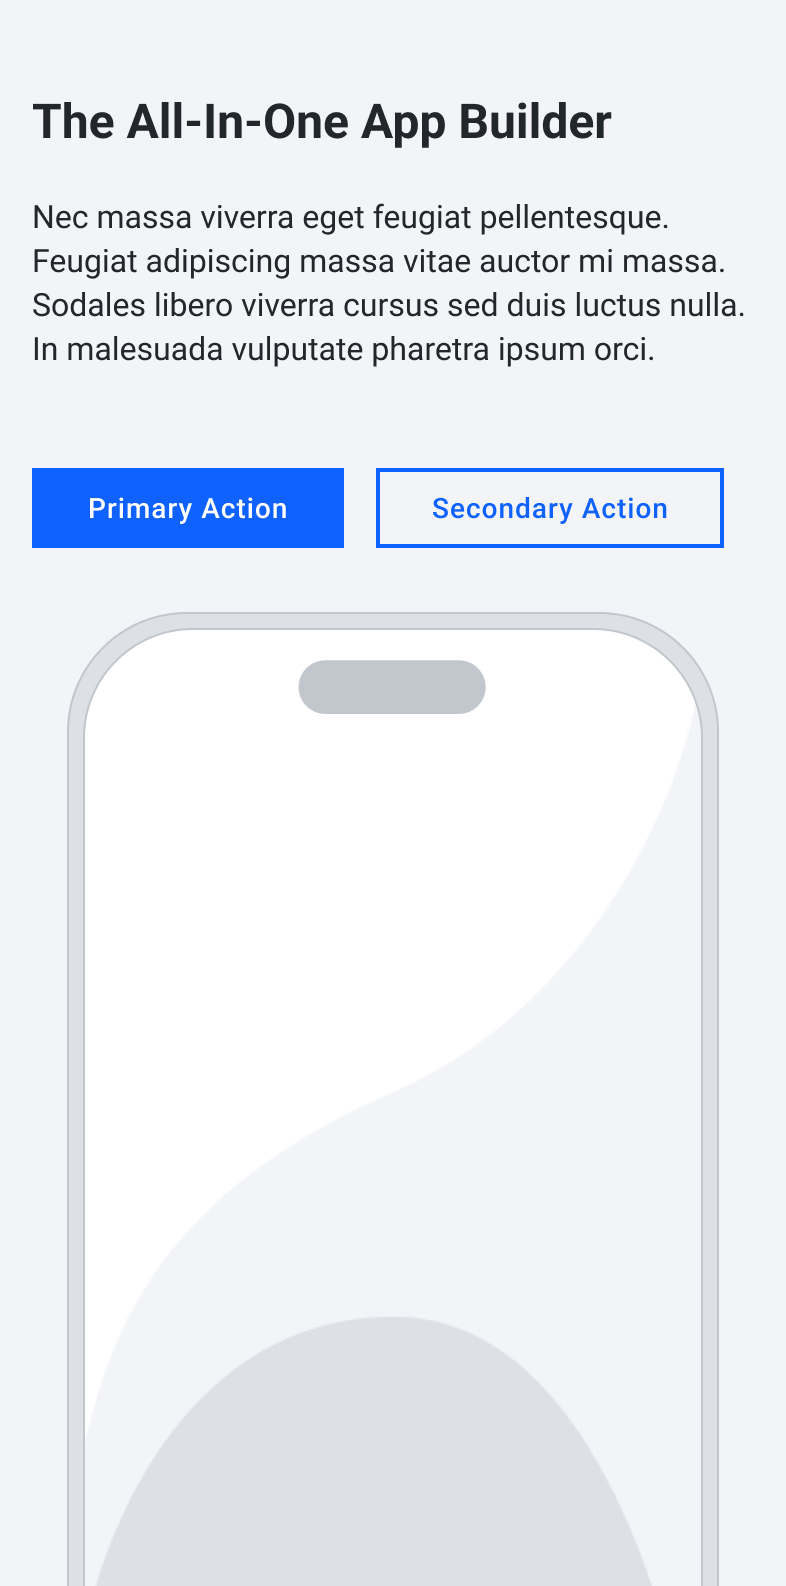 The All-In-One App Builder
Nec massa viverra eget feugiat pellentesque.
Feugiat adipiscing massa vitae auctor mi massa.
Sodales libero viverra cursus sed duis luctus nulla.
In malesuada vulputate pharetra ipsum orci.
Primary Action
Secondary Action